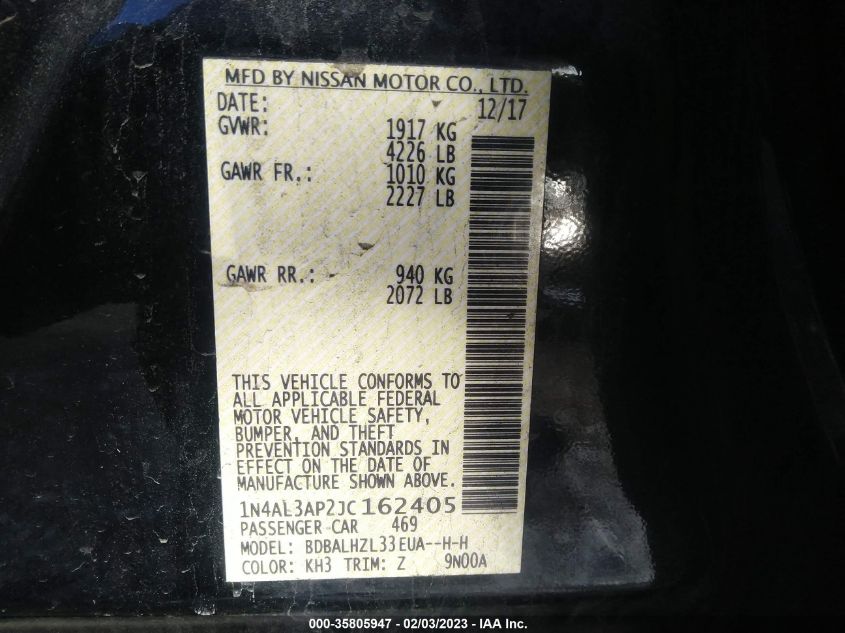 MFD BY NISSAN MOTOR CO., LTD.
DATE: 12/17
GVWR: 1917 KG
4226 LB
GAWR FR.: 1010 KG
2227 LB
GAWR RR.: 940 KG
2072 LB
THIS VEHICLE CONFORMS TO
ALL APPLICABLE FEDERAL
MOTOR VEHICLE SAFETY,
BUMPER, AND THEFT
PREVENTION STANDARDS IN
EFFECT ON THE DATE OF
MANUFACTURE SHOWN ABOVE.
1N4AL3AP2JC162405
PASSENGER CAR 469
MODEL: BDBALHZL33EUA--H-H
COLOR: KH3 TRIM: Z 9N00A
000-35805947 - 02/03/2023 - IAA Inc.